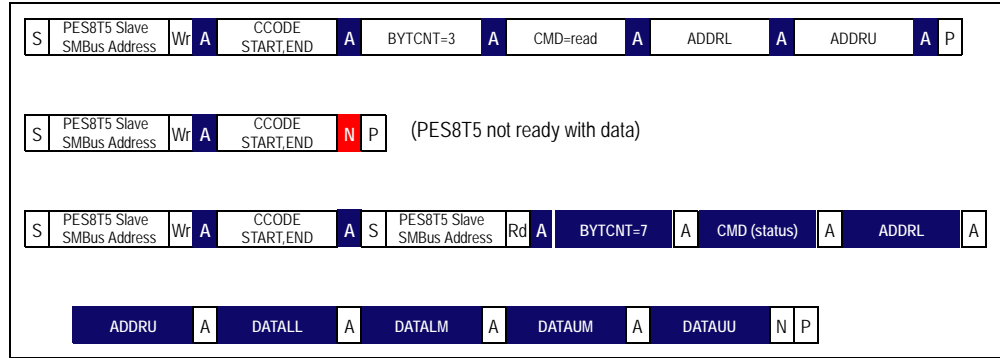 S PES8T5 Slave SMBus Address Wr A CCODE START,END A BYTCNT=3 A CMD=read A ADDRL A ADDRU A P
S PES8T5 Slave SMBus Address Wr A CCODE START,END N P (PES8T5 not ready with data)
S PES8T5 Slave SMBus Address Wr A CCODE START,END A S PES8T5 Slave SMBus Address Rd A BYTCNT=7 A CMD (status) A ADDRL A
ADDRU A DATALL A DATALM A DATAUM A DATAUU N P